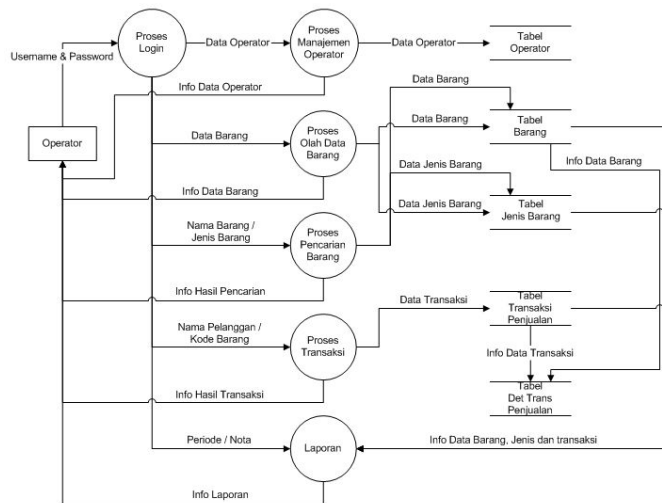 Proses
Login
Data Operator
Proses
Manajemen
Operator
Data Operator
Tabel
Operator
Username & Password
Info Data Operator
Data Barang
Operator
Data Barang
Proses
Olah Data
Barang
Data Barang
Tabel
Barang
Info Data Barang
Data Jenis Barang
Info Data Barang
Data Jenis Barang
Tabel
Jenis Barang
Nama Barang /
Jenis Barang
Proses
Pencarian
Barang
Info Hasil Pencarian
Data Transaksi
Tabel
Transaksi
Penjualan
Nama Pelanggan /
Kode Barang
Proses
Transaksi
Info Data Transaksi
Info Hasil Transaksi
Tabel
Det Trans
Penjualan
Periode / Nota
Laporan
Info Data Barang, Jenis dan transaksi
Info Laporan